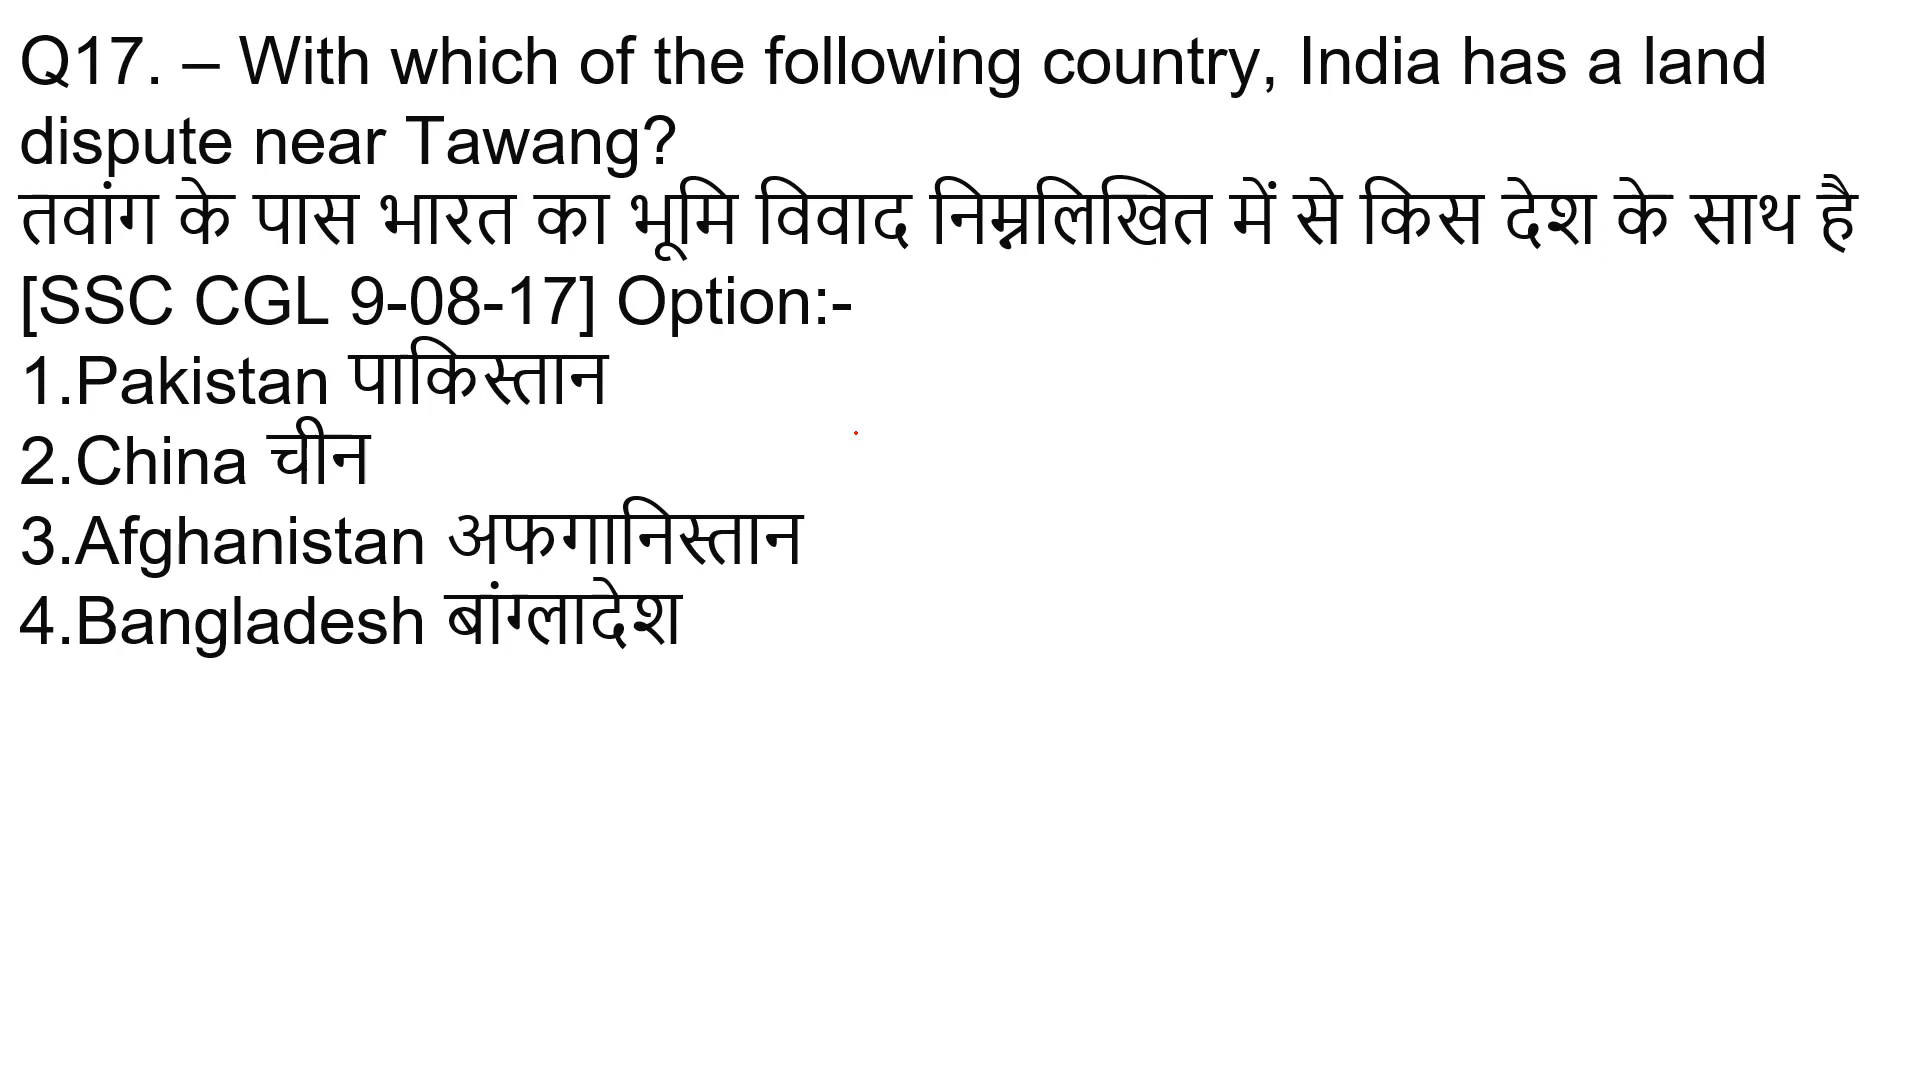 Q17. – With which of the following country, India has a land
dispute near Tawang?
तवांग के पास भारत का भूमि विवाद निम्नलिखित में से किस देश के साथ है
[SSC CGL 9-08-17] Option:-
1.Pakistan पाकिस्तान
2.China चीन
3.Afghanistan अफगानिस्तान
4.Bangladesh बांग्लादेश